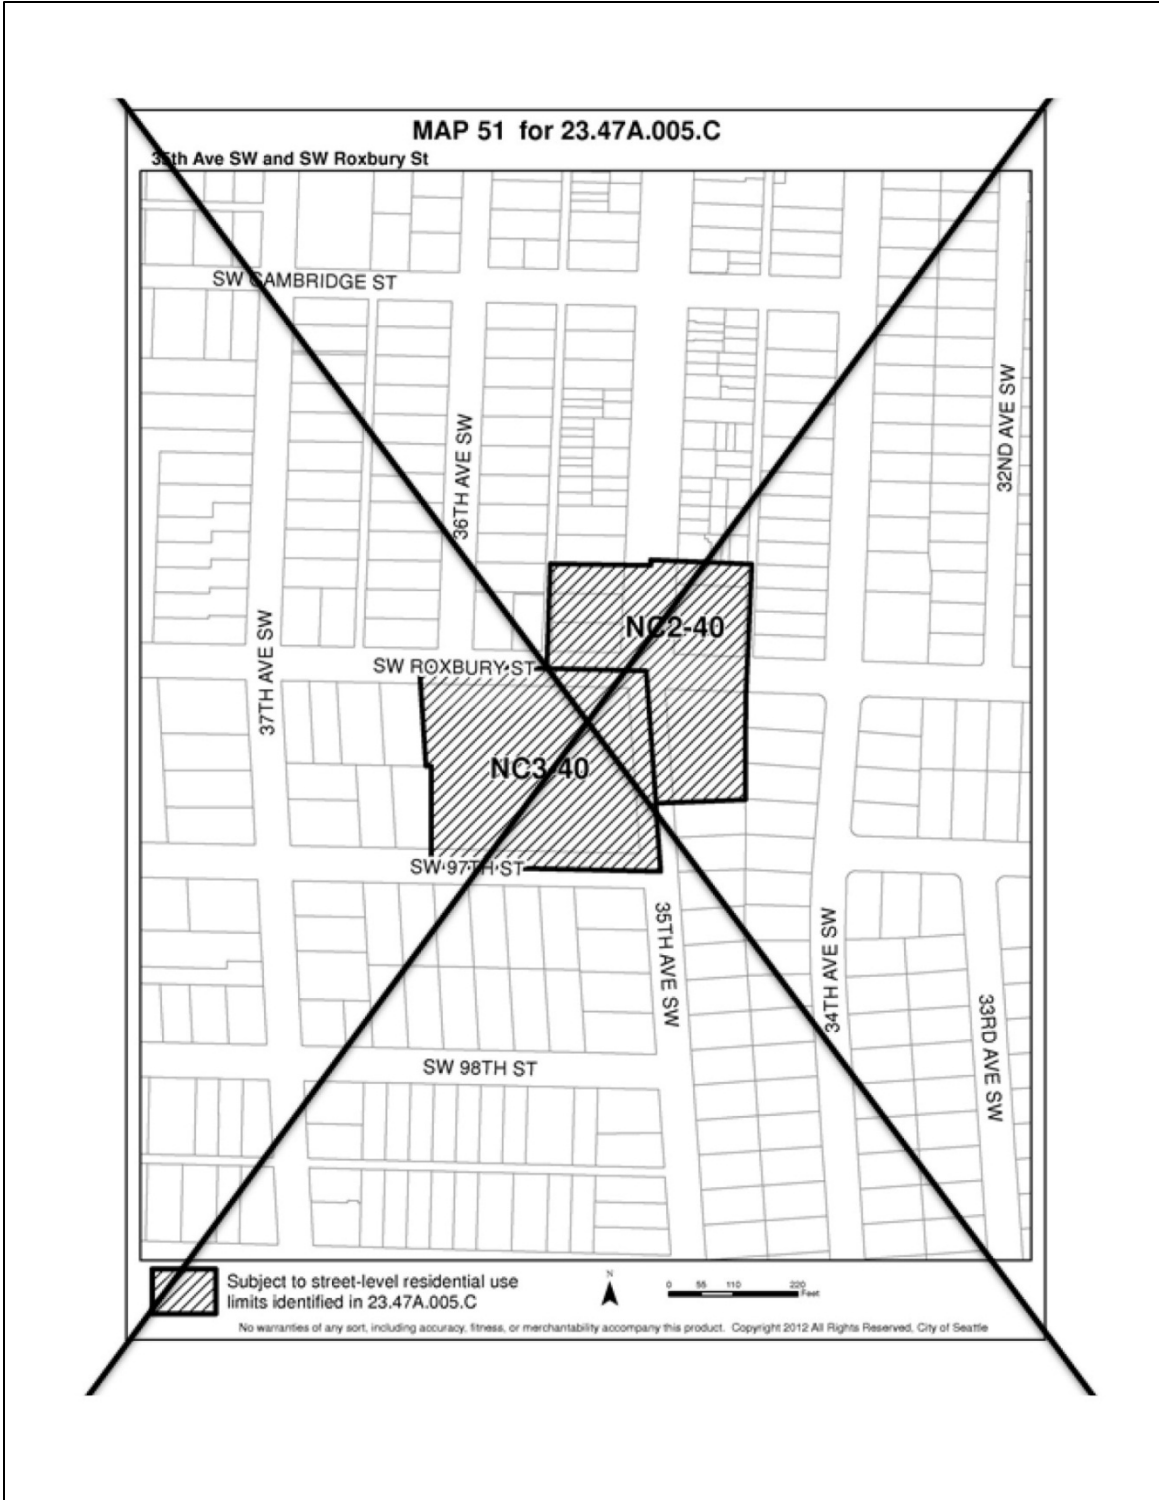 MAP 51 for 23.47A.005.C
35th Ave SW and SW Roxbury St
SW CAMBRIDGE ST
36TH AVE SW
32ND AVE SW
37TH AVE SW
NC2-40
SW ROXBURY ST
NC3-40
SW 97TH ST
35TH AVE SW
34TH AVE SW
33RD AVE SW
SW 98TH ST
Subject to street-level residential use
limits identified in 23.47A.005.C
N
0 55 110 220
Feet
No warranties of any sort, including accuracy, fitness, or merchantability accompany this product. Copyright 2012 All Rights Reserved, City of Seattle